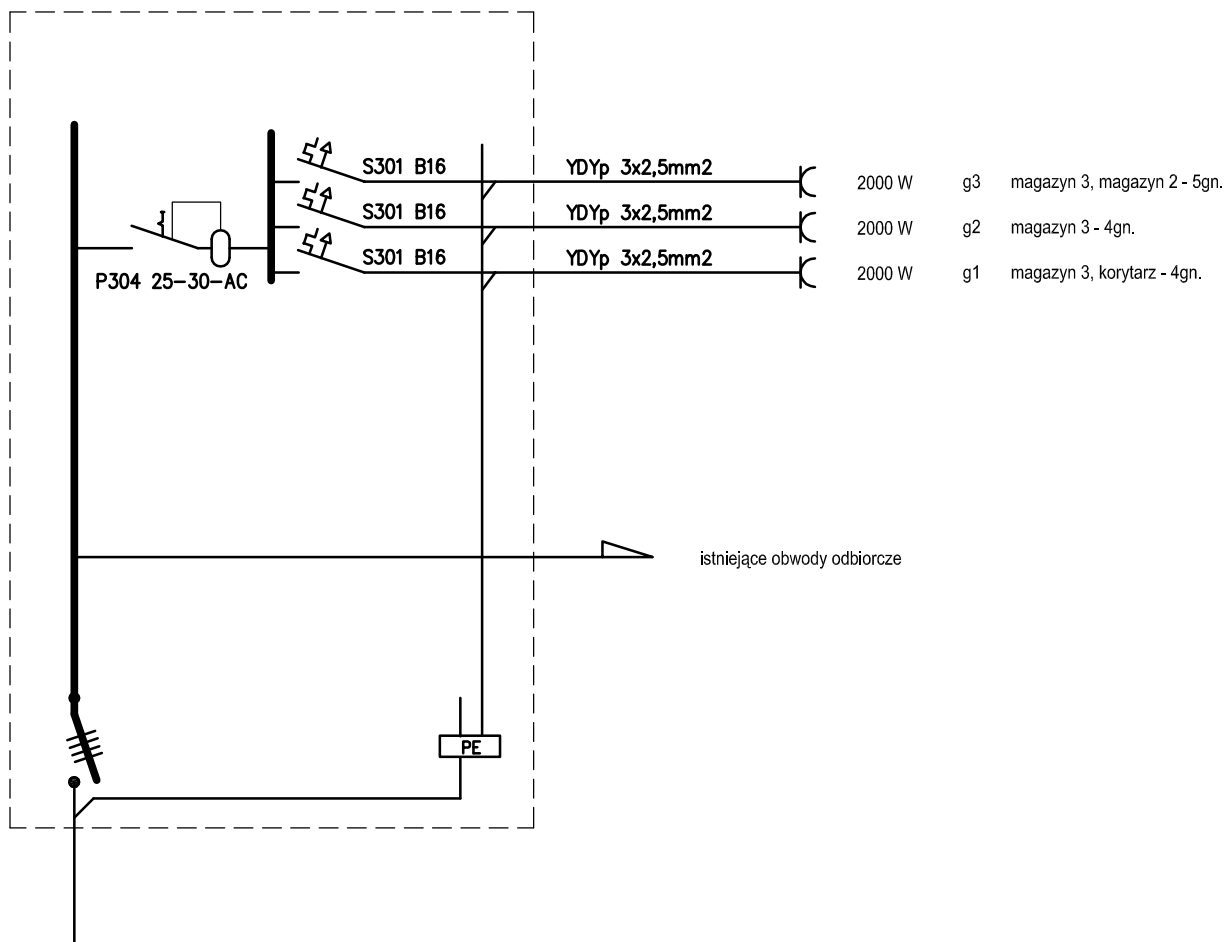 S301 B16 YDYp 3x2,5mm2 2000 W g3 magazyn 3, magazyn 2 - 5gn.
S301 B16 YDYp 3x2,5mm2 2000 W g2 magazyn 3 - 4gn.
S301 B16 YDYp 3x2,5mm2 2000 W g1 magazyn 3, korytarz - 4gn.
P304 25-30-AC
istniejące obwody odbiorcze
PE